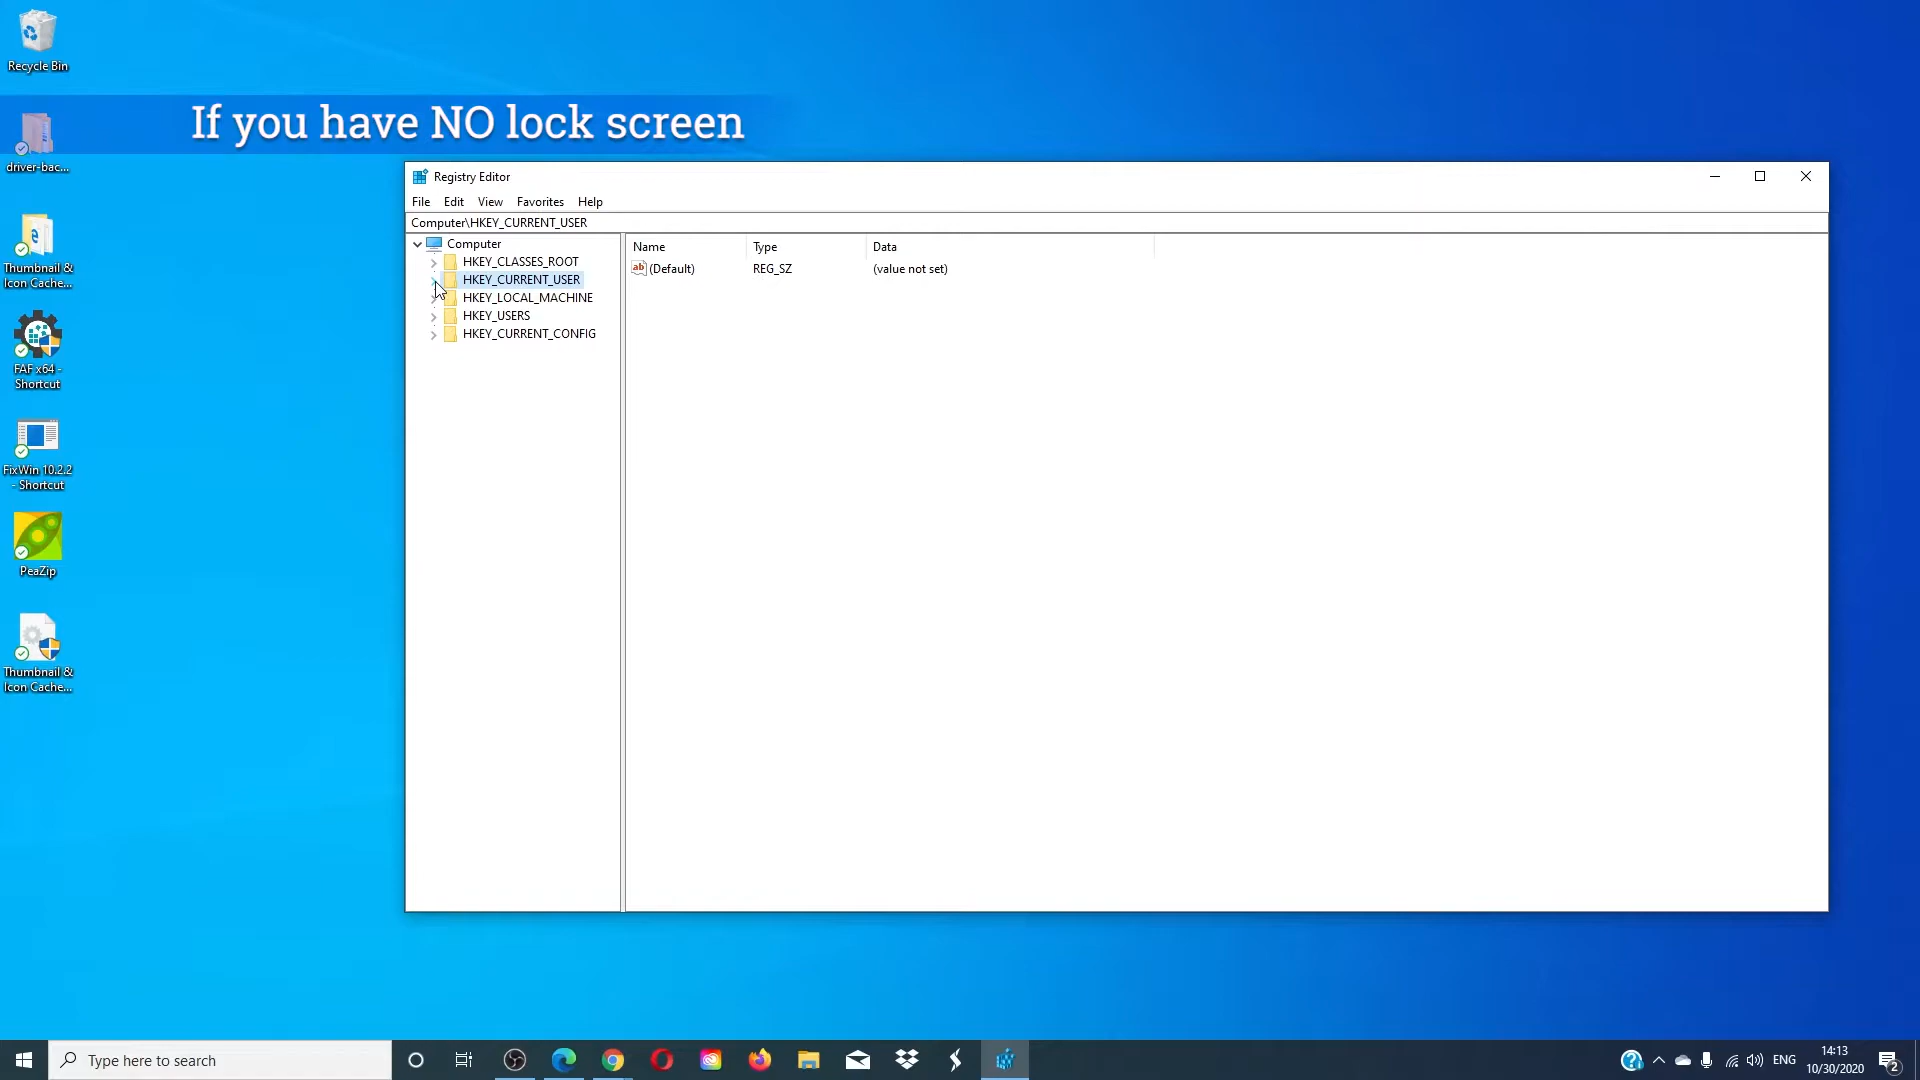 Recycle Bin
If you have NO lock screen
driver-bac...
Thumbnail &
Icon Cache...
FAF x64 -
Shortcut
FixWin 10.2.2
- Shortcut
PeaZip
Thumbnail &
Icon Cache...
Registry Editor
File Edit View Favorites Help
Computer\HKEY_CURRENT_USER
Computer
HKEY_CLASSES_ROOT
HKEY_CURRENT_USER
HKEY_LOCAL_MACHINE
HKEY_USERS
HKEY_CURRENT_CONFIG
Name Type Data
ab (Default) REG_SZ (value not set)
Type here to search
ENG
14:13
10/30/2020
2